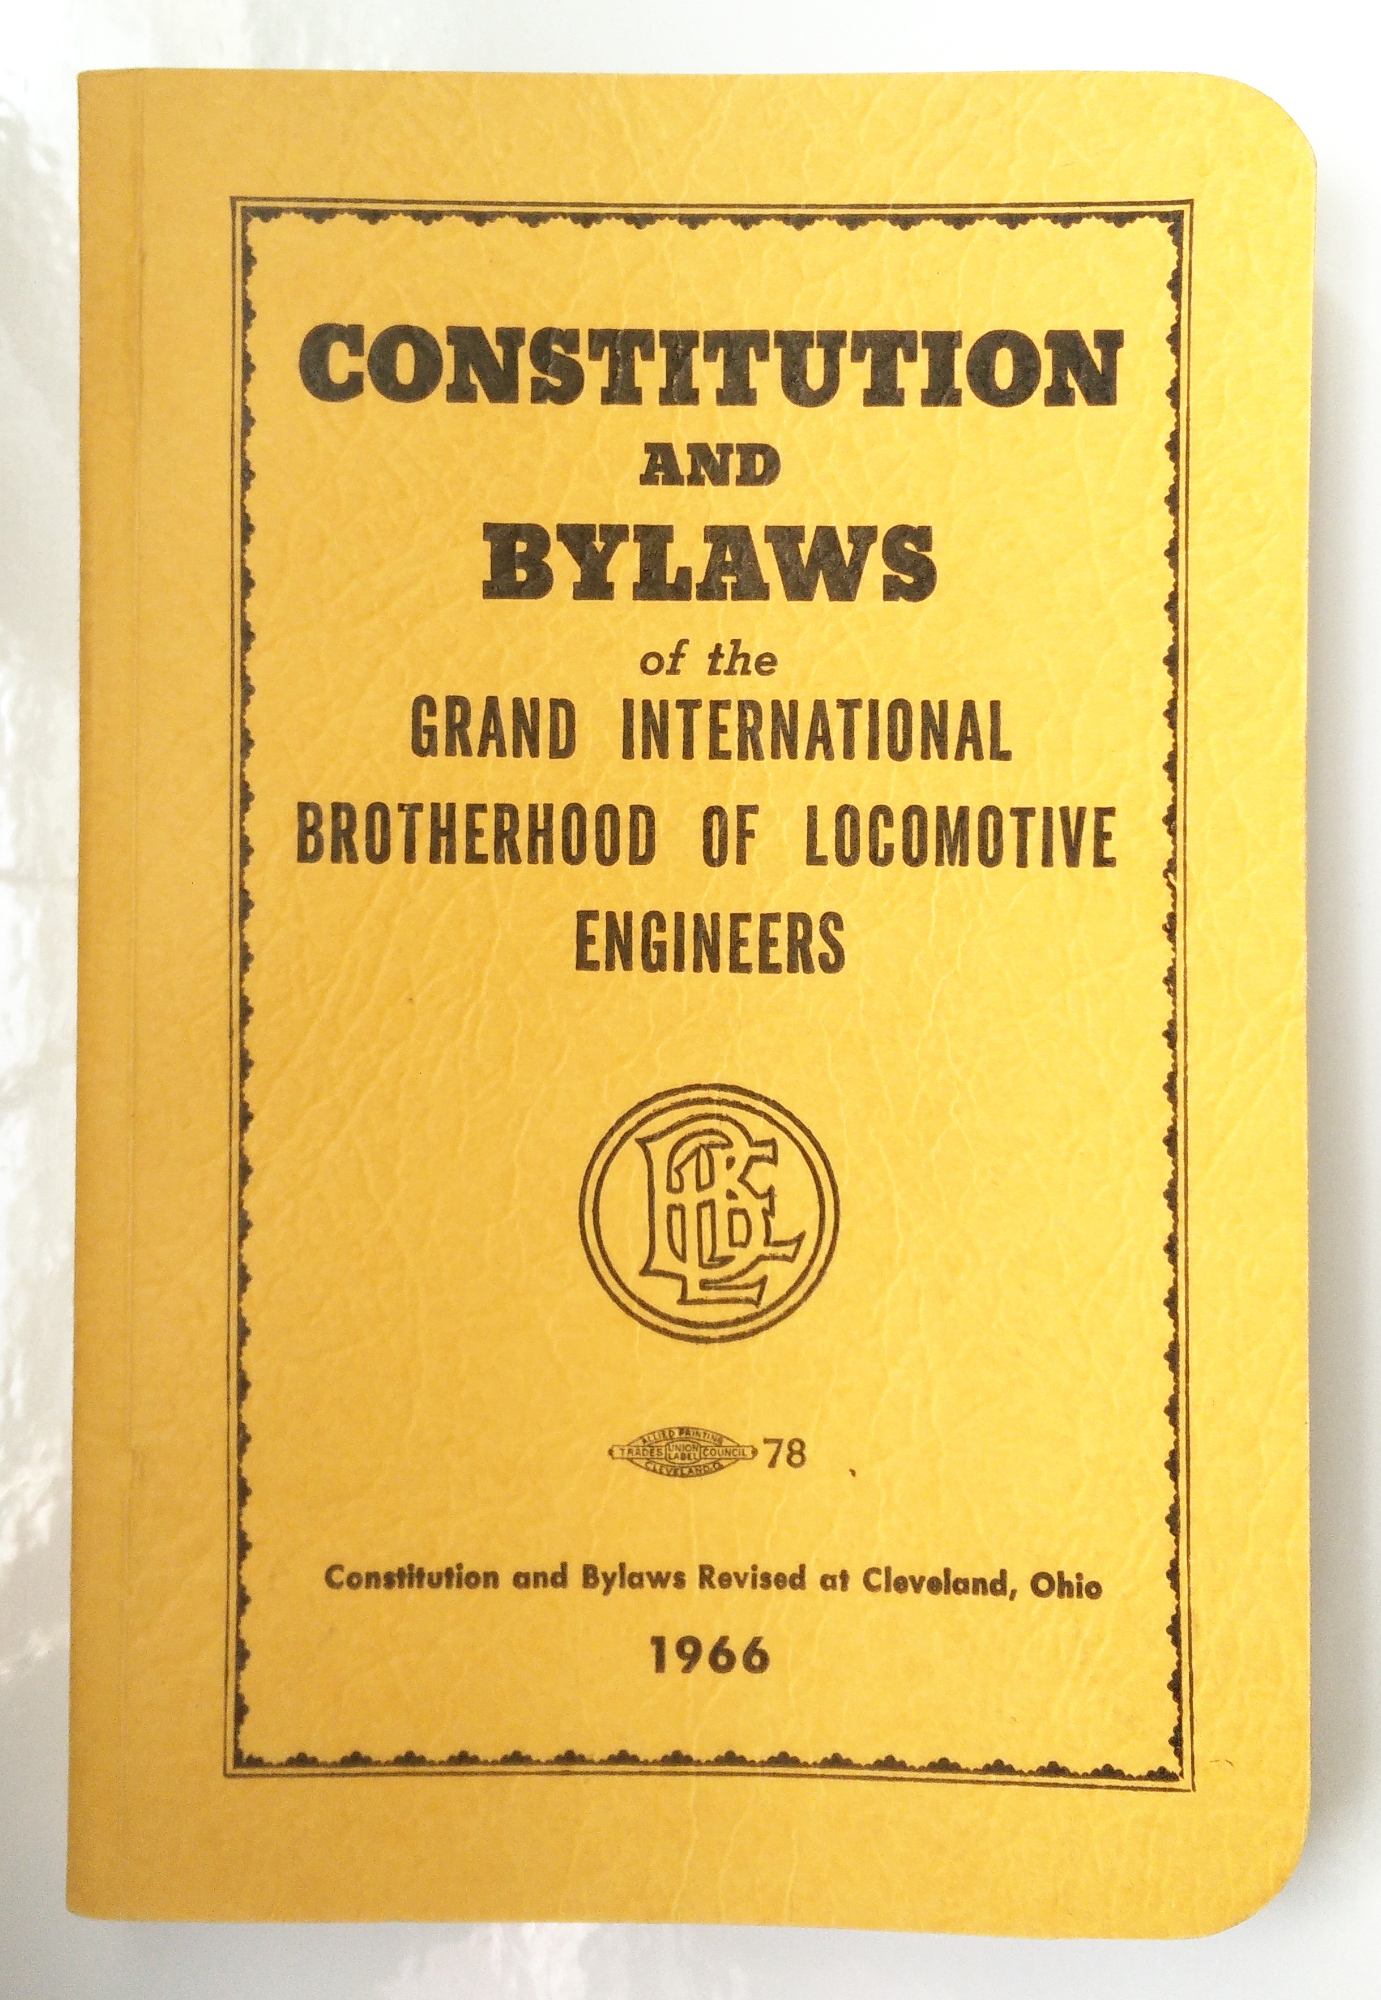 CONSTITUTION
AND
BYLAWS
of the
GRAND INTERNATIONAL
BROTHERHOOD OF LOCOMOTIVE
ENGINEERS
BLE
ALLIED PRINTING
TRADES UNION LABEL COUNCIL 78
CLEVELAND, O.
Constitution and Bylaws Revised at Cleveland, Ohio
1966